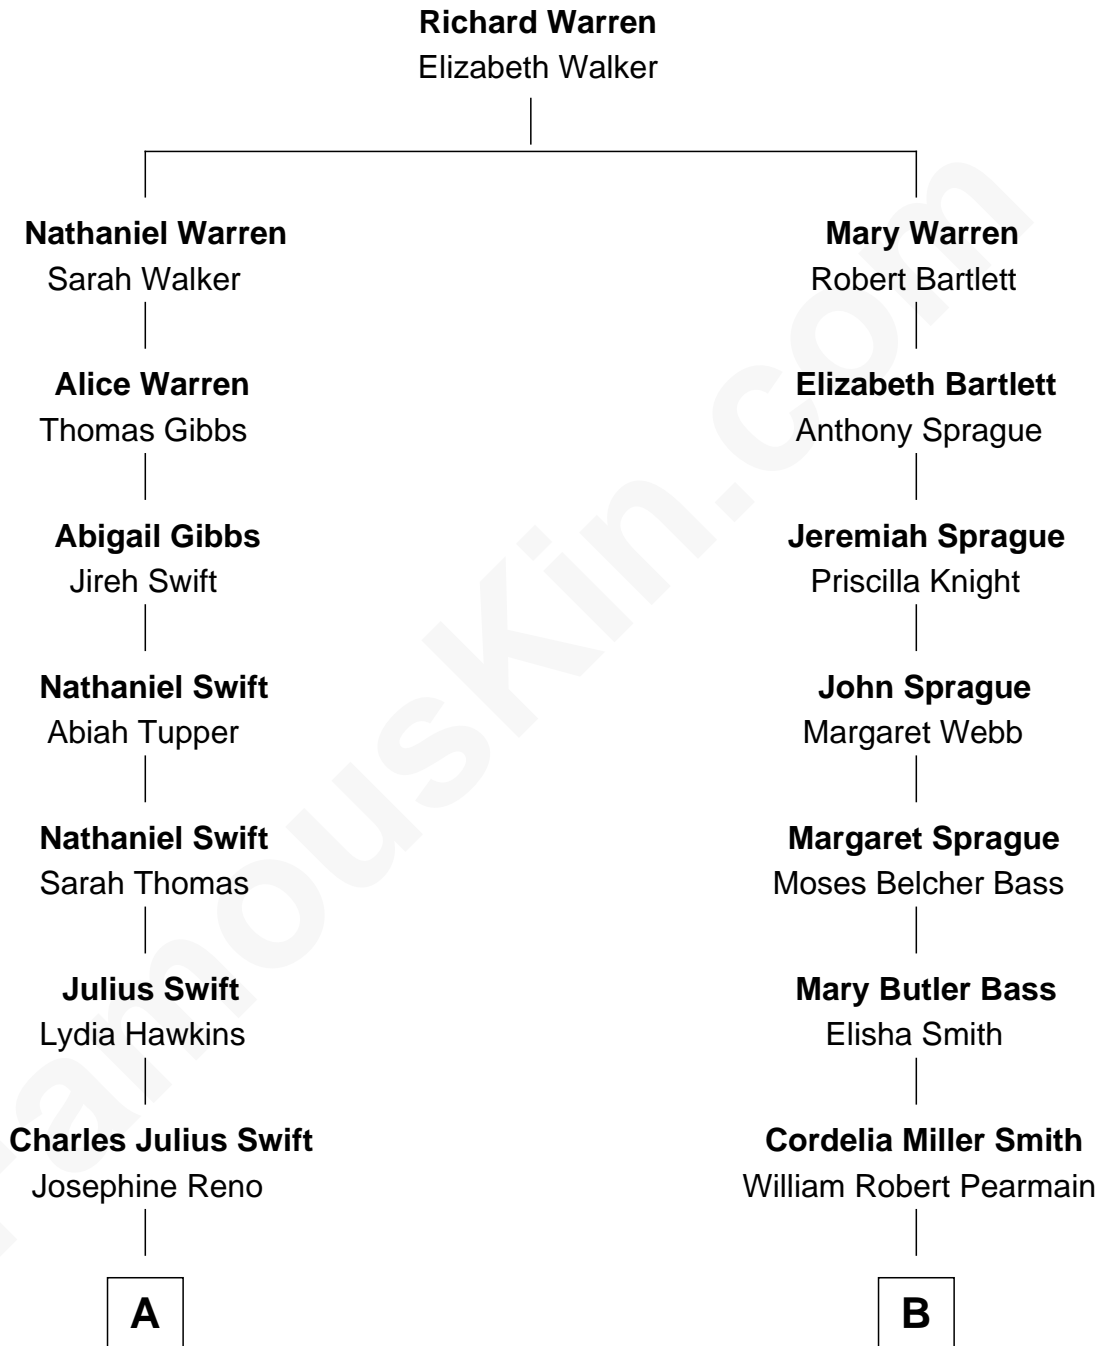 Richard Warren
Elizabeth Walker
Nathaniel Warren
Sarah Walker
Mary Warren
Robert Bartlett
Alice Warren
Thomas Gibbs
Elizabeth Bartlett
Anthony Sprague
Abigail Gibbs
Jireh Swift
Jeremiah Sprague
Priscilla Knight
Nathaniel Swift
Abiah Tupper
John Sprague
Margaret Webb
Nathaniel Swift
Sarah Thomas
Margaret Sprague
Moses Belcher Bass
Julius Swift
Lydia Hawkins
Mary Butler Bass
Elisha Smith
Charles Julius Swift
Josephine Reno
Cordelia Miller Smith
William Robert Pearmain
A
B
FamousKin.com